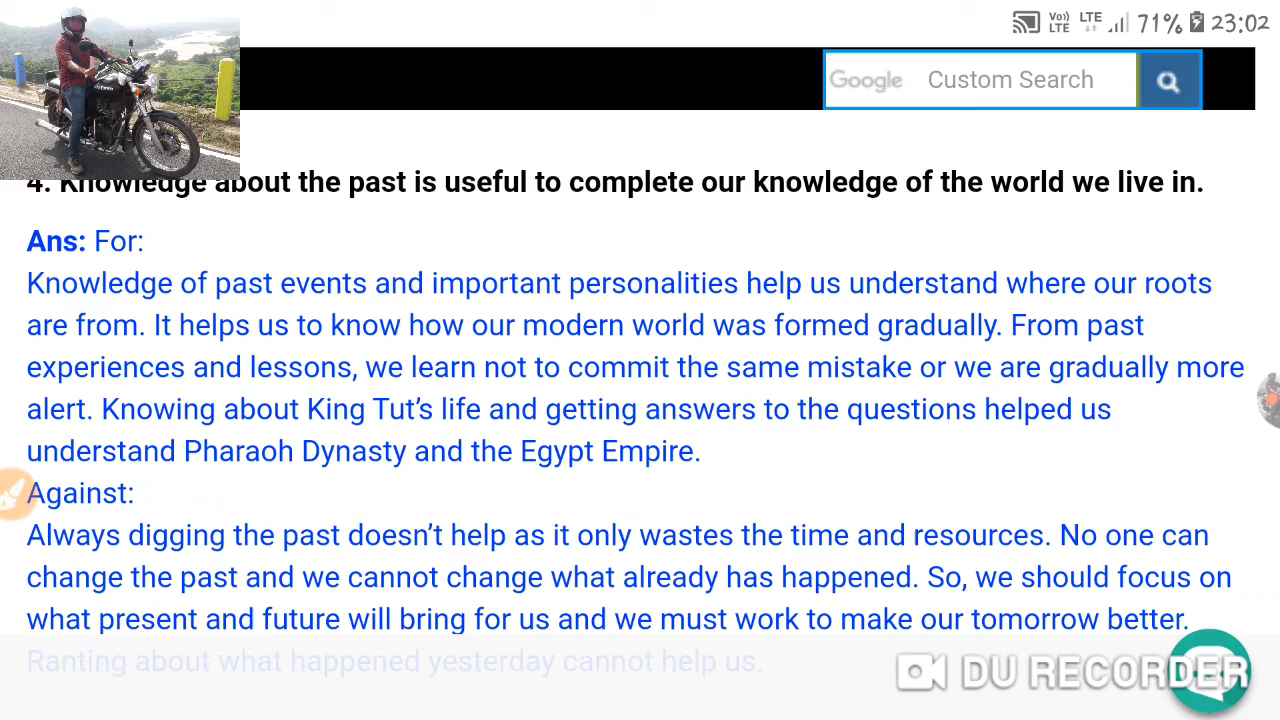 Vo)) LTE LTE 71% 23:02
Google Custom Search
4. Knowledge about the past is useful to complete our knowledge of the world we live in.
Ans: For:
Knowledge of past events and important personalities help us understand where our roots
are from. It helps us to know how our modern world was formed gradually. From past
experiences and lessons, we learn not to commit the same mistake or we are gradually more
alert. Knowing about King Tut’s life and getting answers to the questions helped us
understand Pharaoh Dynasty and the Egypt Empire.
Against:
Always digging the past doesn’t help as it only wastes the time and resources. No one can
change the past and we cannot change what already has happened. So, we should focus on
what present and future will bring for us and we must work to make our tomorrow better.
Ranting about what happened yesterday cannot help us.
DU RECORDER